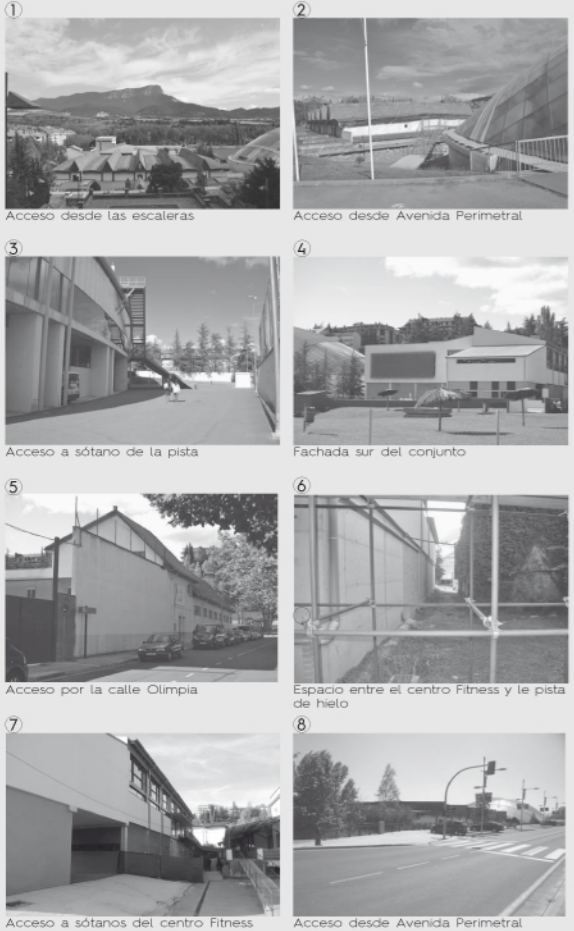 1
2
Acceso desde las escaleras
Acceso desde Avenida Perimetral
3
4
Acceso a sótano de la pista
Fachada sur del conjunto
5
6
Acceso por la calle Olimpia
Espacio entre el centro Fitness y le pista
de hielo
7
8
Acceso a sótanos del centro Fitness
Acceso desde Avenida Perimetral